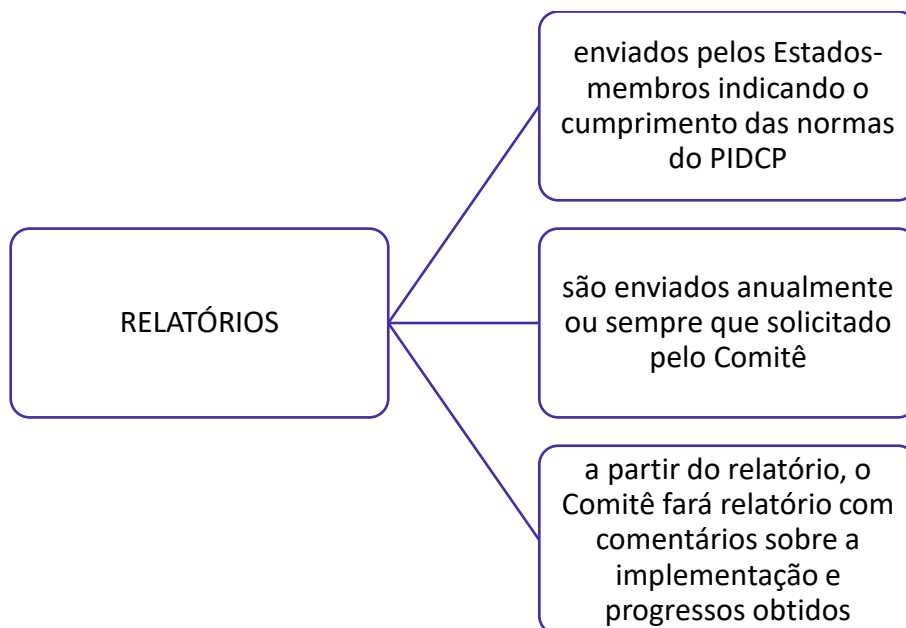 RELATÓRIOS
enviados pelos Estados-
membros indicando o
cumprimento das normas
do PIDCP
são enviados anualmente
ou sempre que solicitado
pelo Comitê
a partir do relatório, o
Comitê fará relatório com
comentários sobre a
implementação e
progressos obtidos